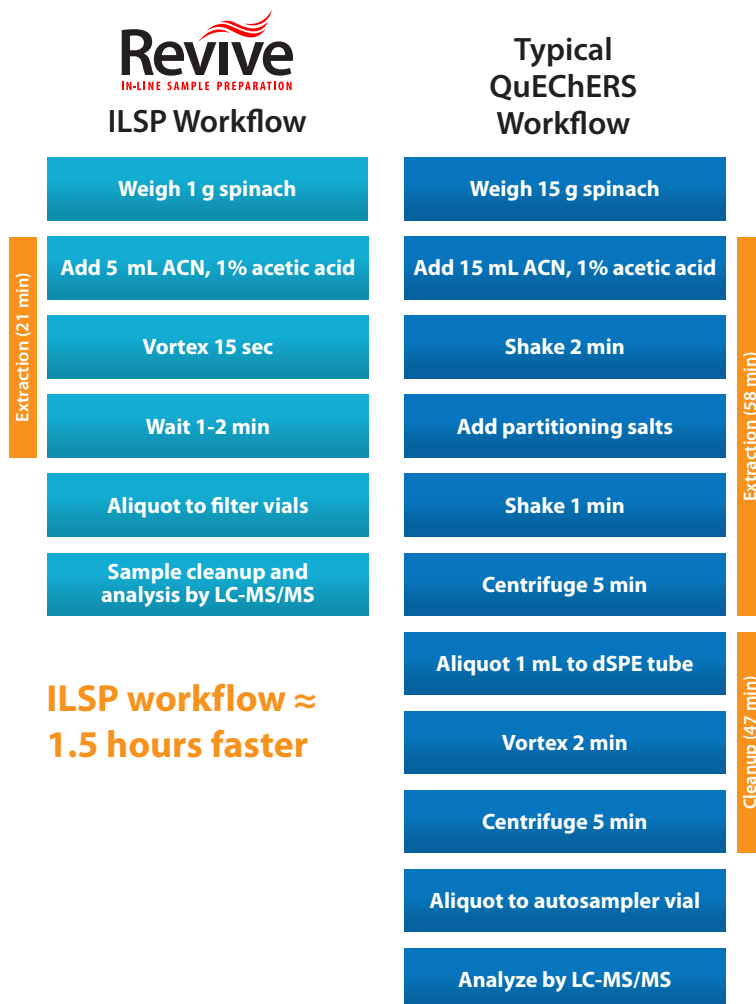 Revive
IN-LINE SAMPLE PREPARATION
ILSP Workflow
Weigh 1 g spinach
Add 5 mL ACN, 1% acetic acid
Vortex 15 sec
Wait 1-2 min
Extraction (21 min)
Aliquot to filter vials
Sample cleanup and
analysis by LC-MS/MS
ILSP workflow ≈
1.5 hours faster
Typical
QuEChERS
Workflow
Weigh 15 g spinach
Add 15 mL ACN, 1% acetic acid
Shake 2 min
Add partitioning salts
Shake 1 min
Centrifuge 5 min
Extraction (58 min)
Aliquot 1 mL to dSPE tube
Vortex 2 min
Centrifuge 5 min
Cleanup (47 min)
Aliquot to autosampler vial
Analyze by LC-MS/MS